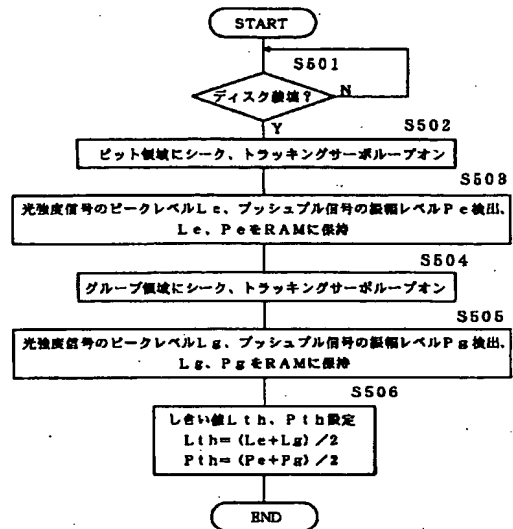 START
S501
ディスク装填?
N
Y
S502
ピット領域にシーク、トラッキングサーボループオン
S503
光強度信号のピークレベルLe、プッシュプル信号の振幅レベルPe検出、
Le、PeをRAMに保持
S504
グルーブ領域にシーク、トラッキングサーボループオン
S505
光強度信号のピークレベルLg、プッシュプル信号の振幅レベルPg検出、
Lg、PgをRAMに保持
S506
しきい値Lth、Pth設定
Lth=(Le+Lg)/2
Pth=(Pe+Pg)/2
END